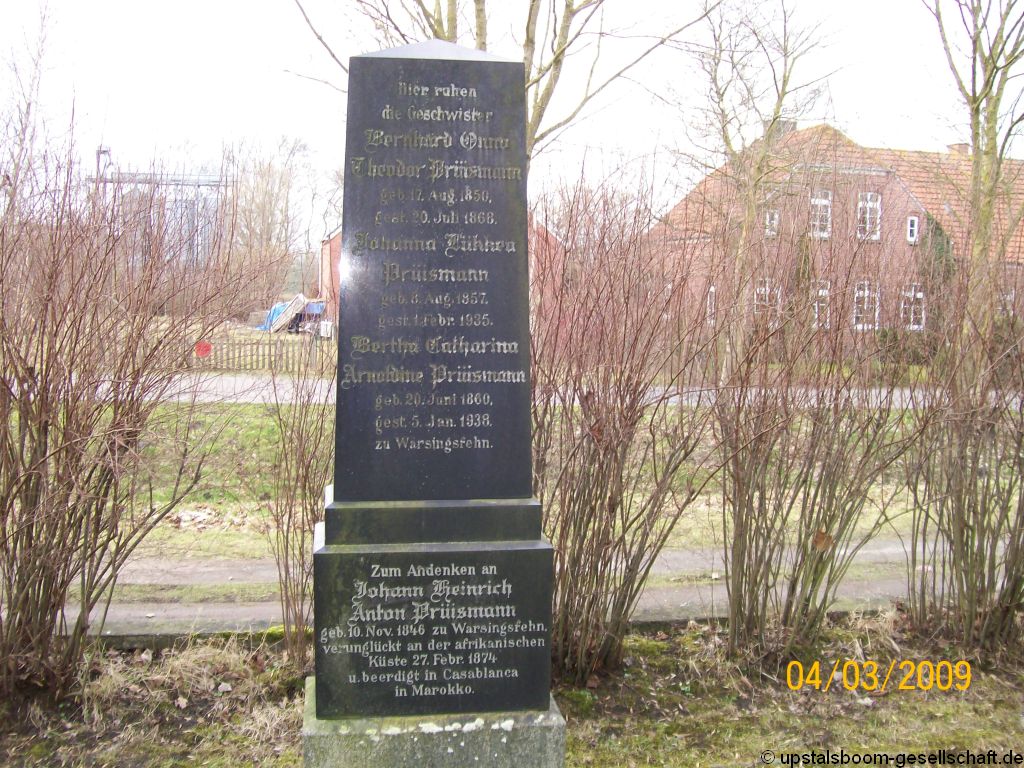 Hier ruhen
die Geschwister
Bernhard Onno
Theodor Prüsmann
geb. 17. Aug. 1850,
gest. 20. Juli 1868.
Johanna Lükkea
Prüsmann
geb. 8. Aug. 1857.
gest. 1. Febr. 1935.
Bertha Catharina
Arnoldine Prüsmann
geb. 20. Juni 1860,
gest. 5. Jan. 1938.
zu Warsingsfehn.
Zum Andenken an
Johann Heinrich
Anton Prüsmann
geb. 10. Nov. 1846 zu Warsingsfehn,
verunglückt an der afrikanischen
Küste 27. Febr. 1874
u. beerdigt in Casablanca
in Marokko.
04/03/2009
© upstalsboom-gesellschaft.de